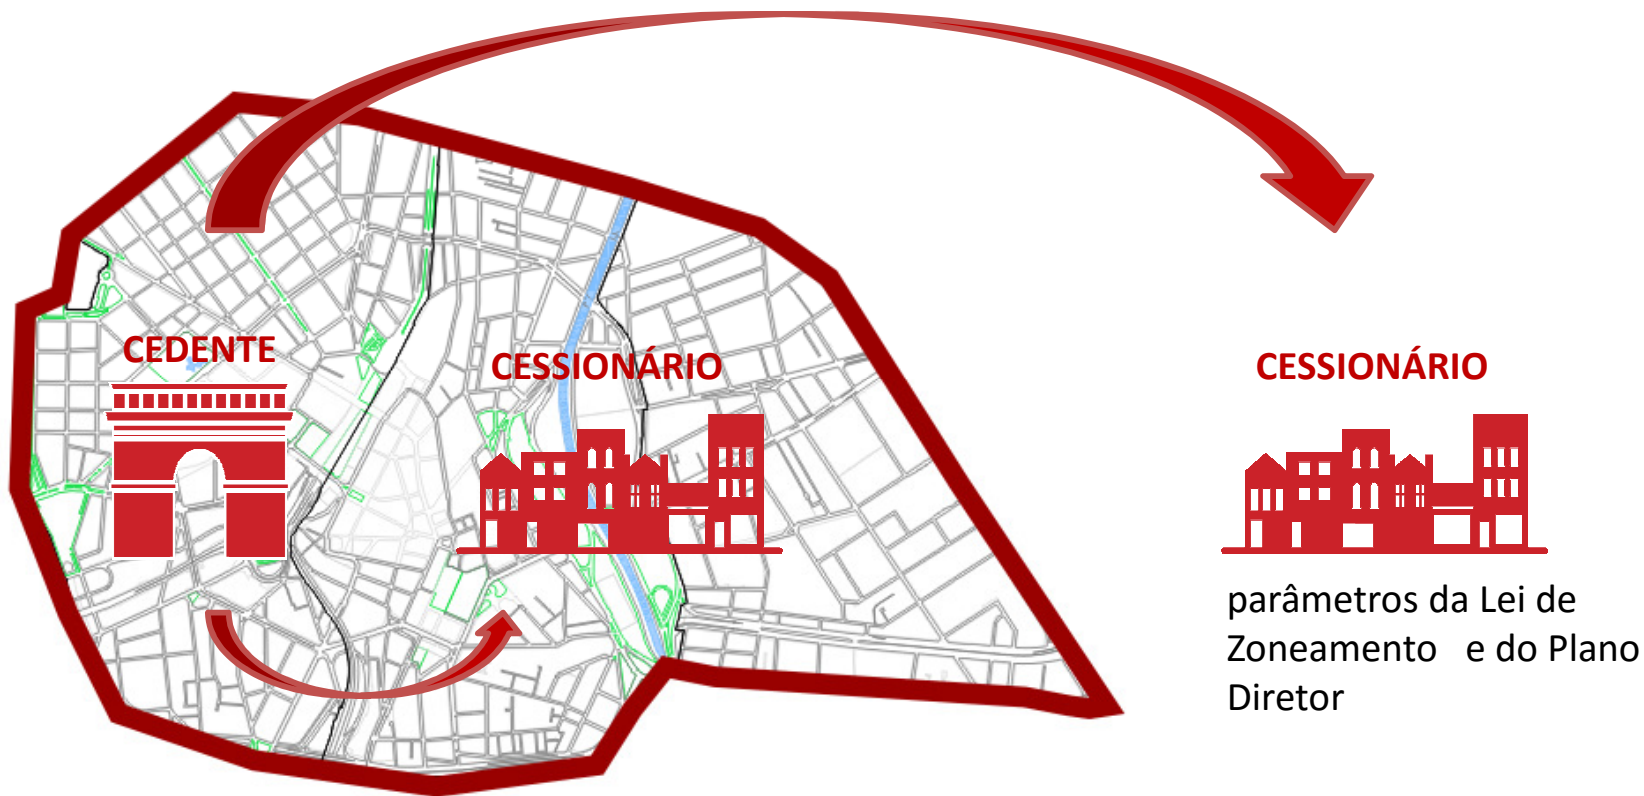 CEDENTE
CESSIONÁRIO
CESSIONÁRIO
parâmetros da Lei de
Zoneamento e do Plano
Diretor